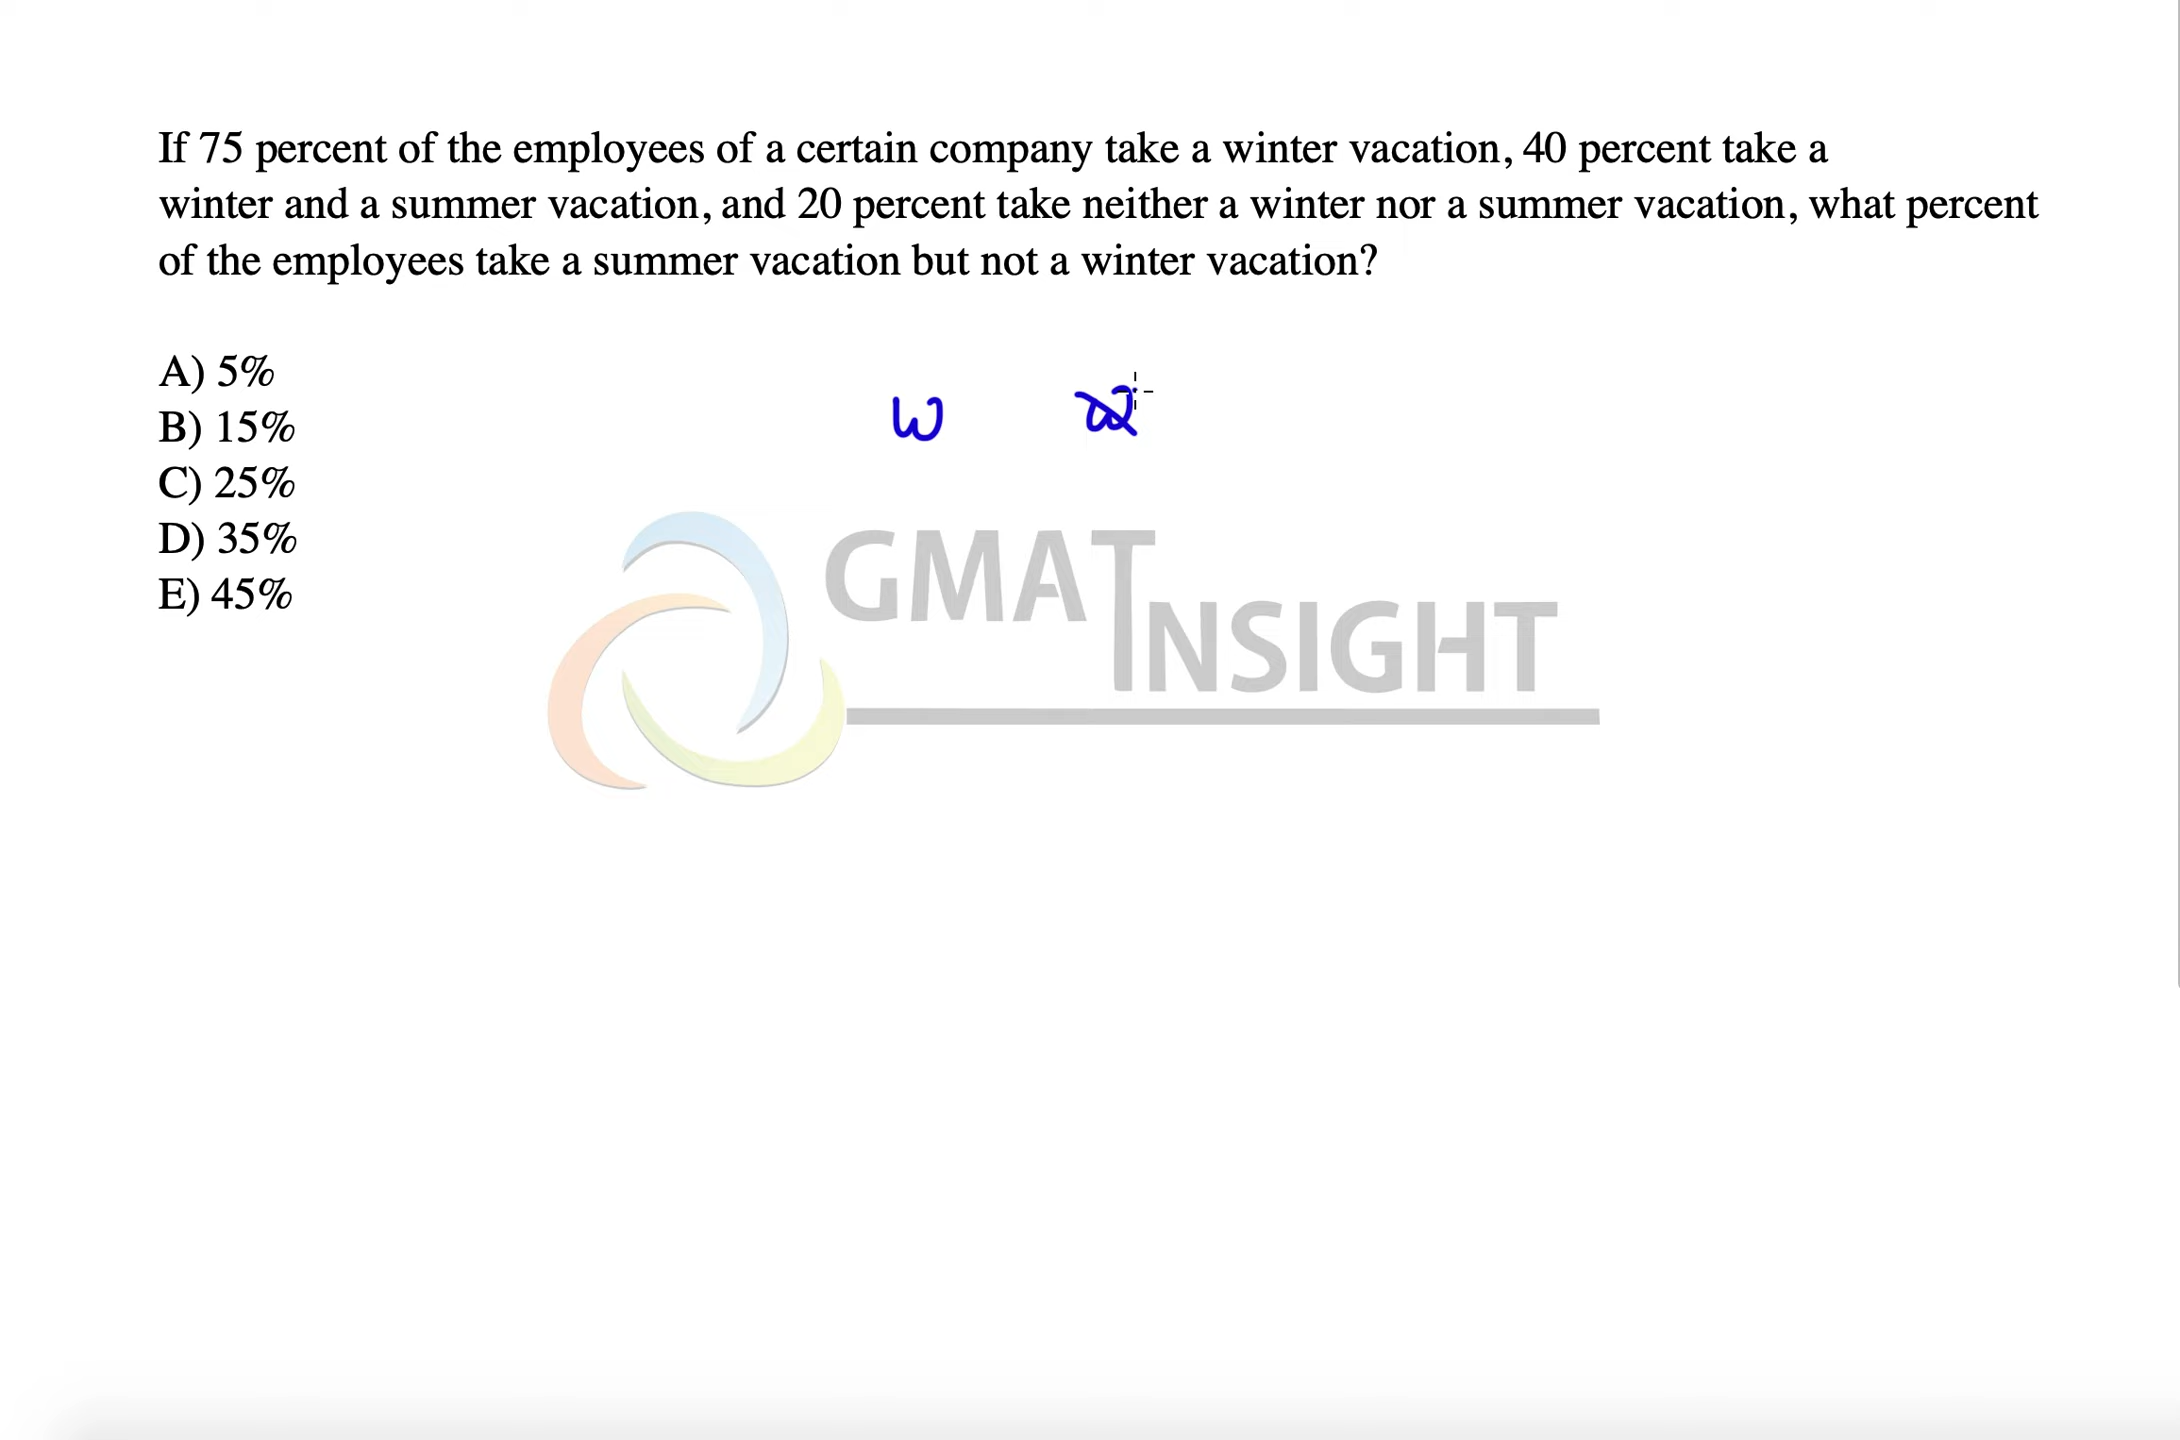 If 75 percent of the employees of a certain company take a winter vacation, 40 percent take a
winter and a summer vacation, and 20 percent take neither a winter nor a summer vacation, what percent
of the employees take a summer vacation but not a winter vacation?
A) 5%
B) 15%
C) 25%
D) 35%
E) 45%
W W
GMATINSIGHT